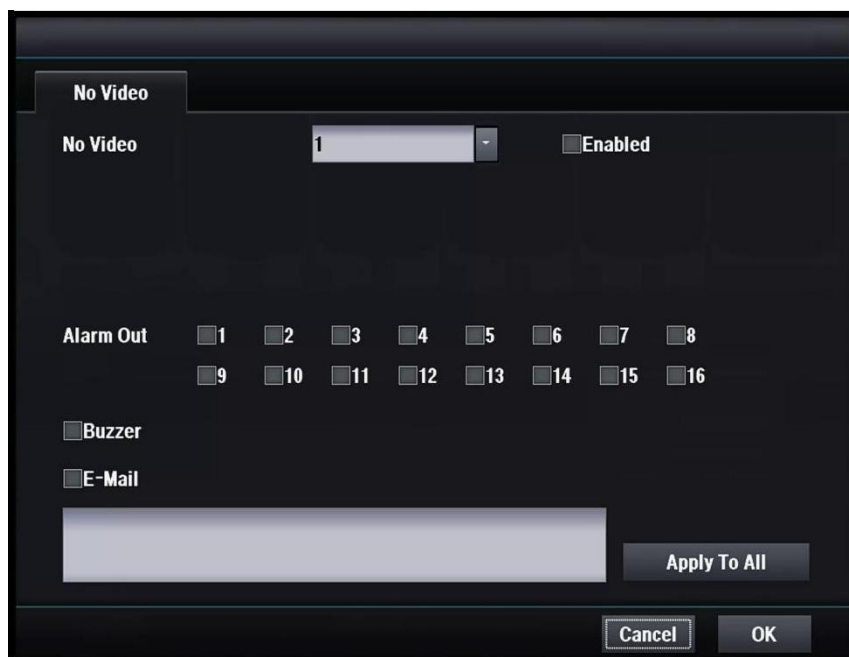 No Video
No Video 1 Enabled
Alarm Out 1 2 3 4 5 6 7 8
9 10 11 12 13 14 15 16
Buzzer
E-Mail
Apply To All
Cancel OK